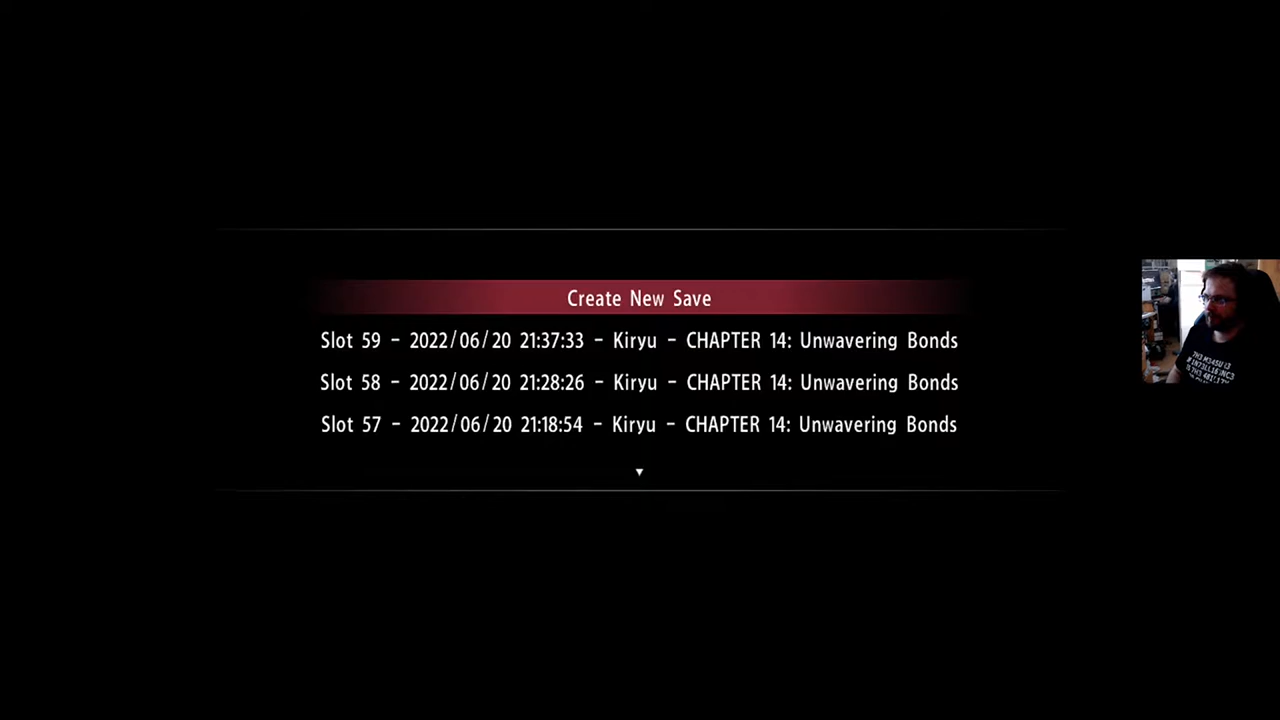 Create New Save
Slot 59 - 2022/06/20 21:37:33 - Kiryu - CHAPTER 14: Unwavering Bonds
Slot 58 - 2022/06/20 21:28:26 - Kiryu - CHAPTER 14: Unwavering Bonds
Slot 57 - 2022/06/20 21:18:54 - Kiryu - CHAPTER 14: Unwavering Bonds